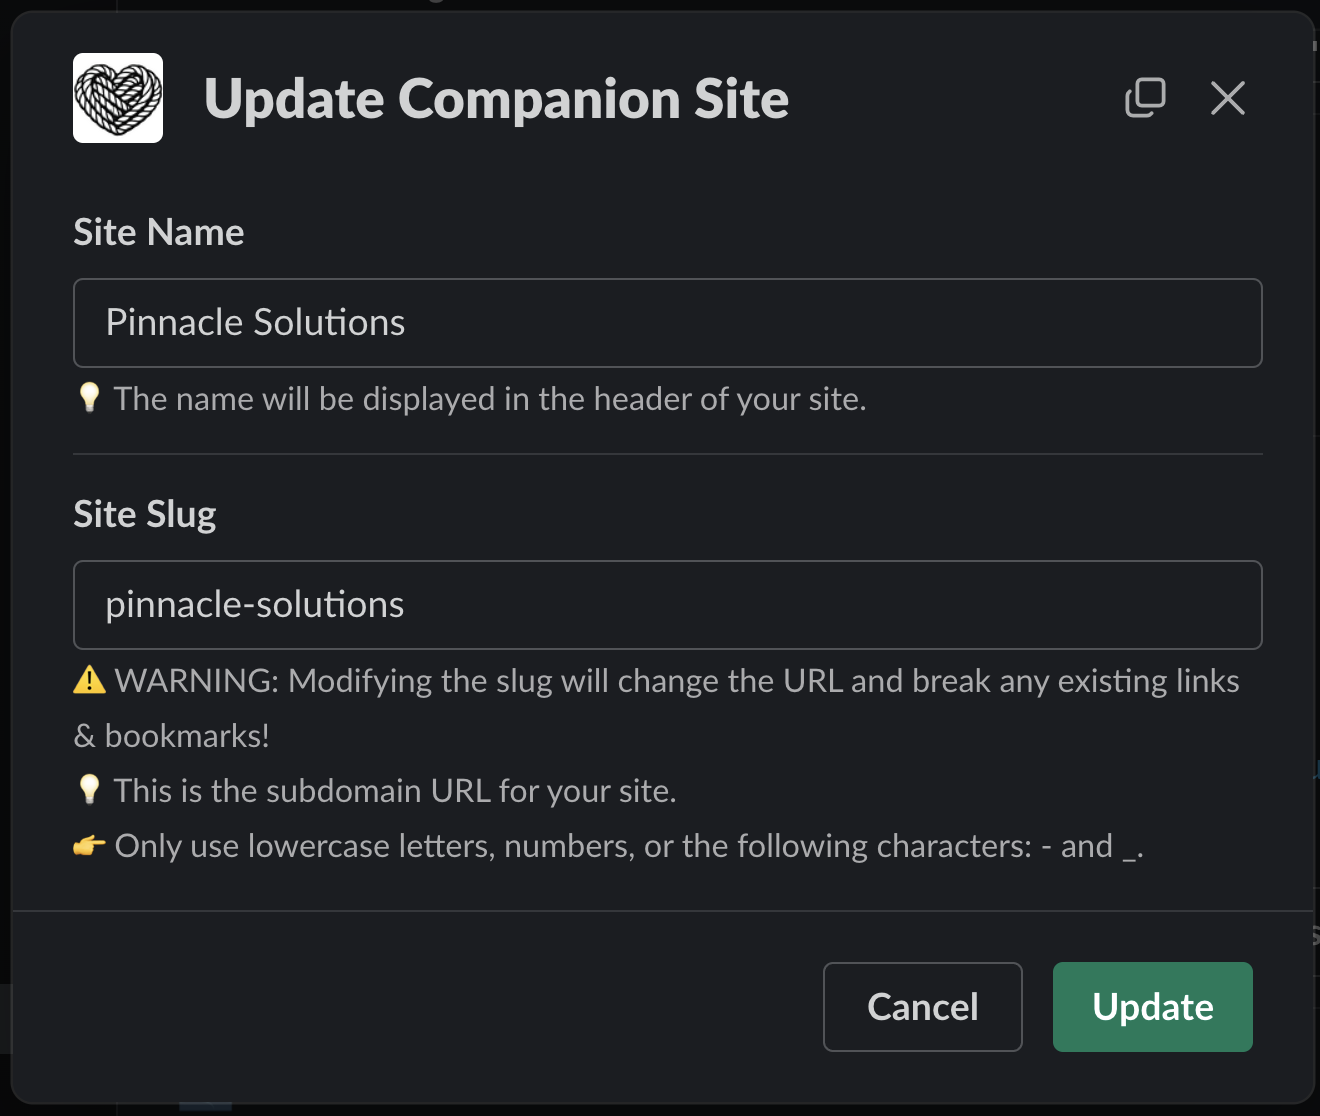 Update Companion Site
Site Name
Pinnacle Solutions
💡 The name will be displayed in the header of your site.
Site Slug
pinnacle-solutions
⚠️ WARNING: Modifying the slug will change the URL and break any existing links
& bookmarks!
💡 This is the subdomain URL for your site.
👉 Only use lowercase letters, numbers, or the following characters: - and _.
Cancel
Update